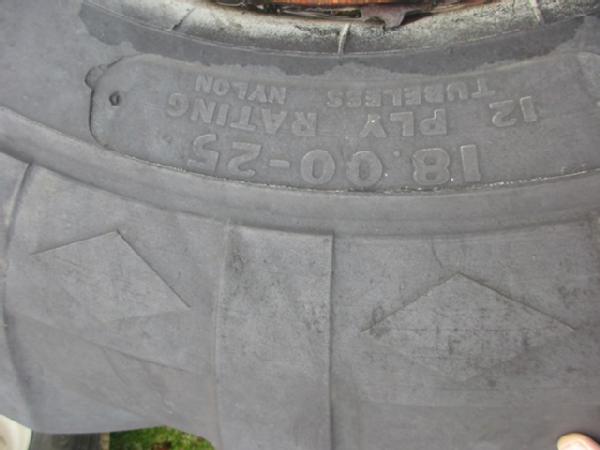 18.00-25
12 PLY RATING
TUBELESS NYLON